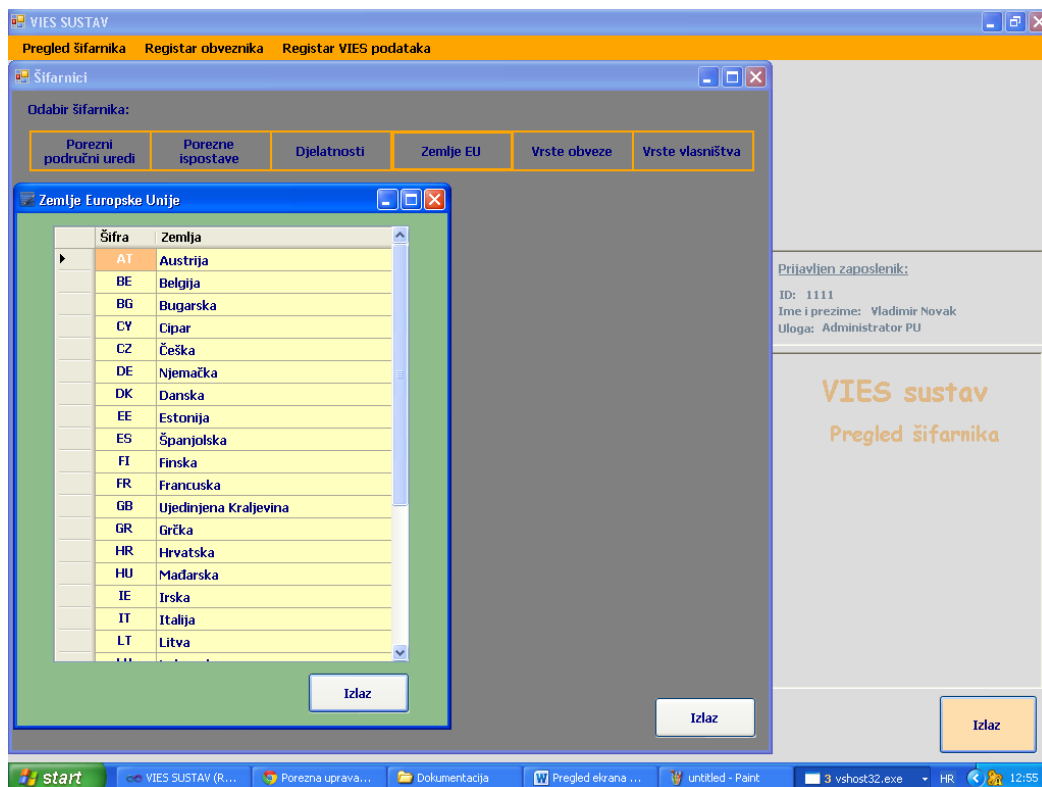 VIES SUSTAV
Pregled šifarnika Registar obveznika Registar VIES podataka
Šifarnici
Odabir šifarnika:
Porezni područni uredi
Porezne ispostave
Djelatnosti
Zemlje EU
Vrste obveze
Vrste vlasništva
Zemlje Europske Unije
Šifra Zemlja
AT Austrija
BE Belgija
BG Bugarska
CY Cipar
CZ Češka
DE Njemačka
DK Danska
EE Estonija
ES Španjolska
FI Finska
FR Francuska
GB Ujedinjena Kraljevina
GR Grčka
HR Hrvatska
HU Mađarska
IE Irska
IT Italija
LT Litva
Izlaz
Izlaz
Prijavljen zaposlenik:
ID: 1111
Ime i prezime: Vladimir Novak
Uloga: Administrator PU
VIES sustav
Pregled šifarnika
Izlaz
start VIES SUSTAV (R... Porezna uprava... Dokumentacija Pregled ekrana ... untitled - Paint 3 vshost32.exe HR 12:55